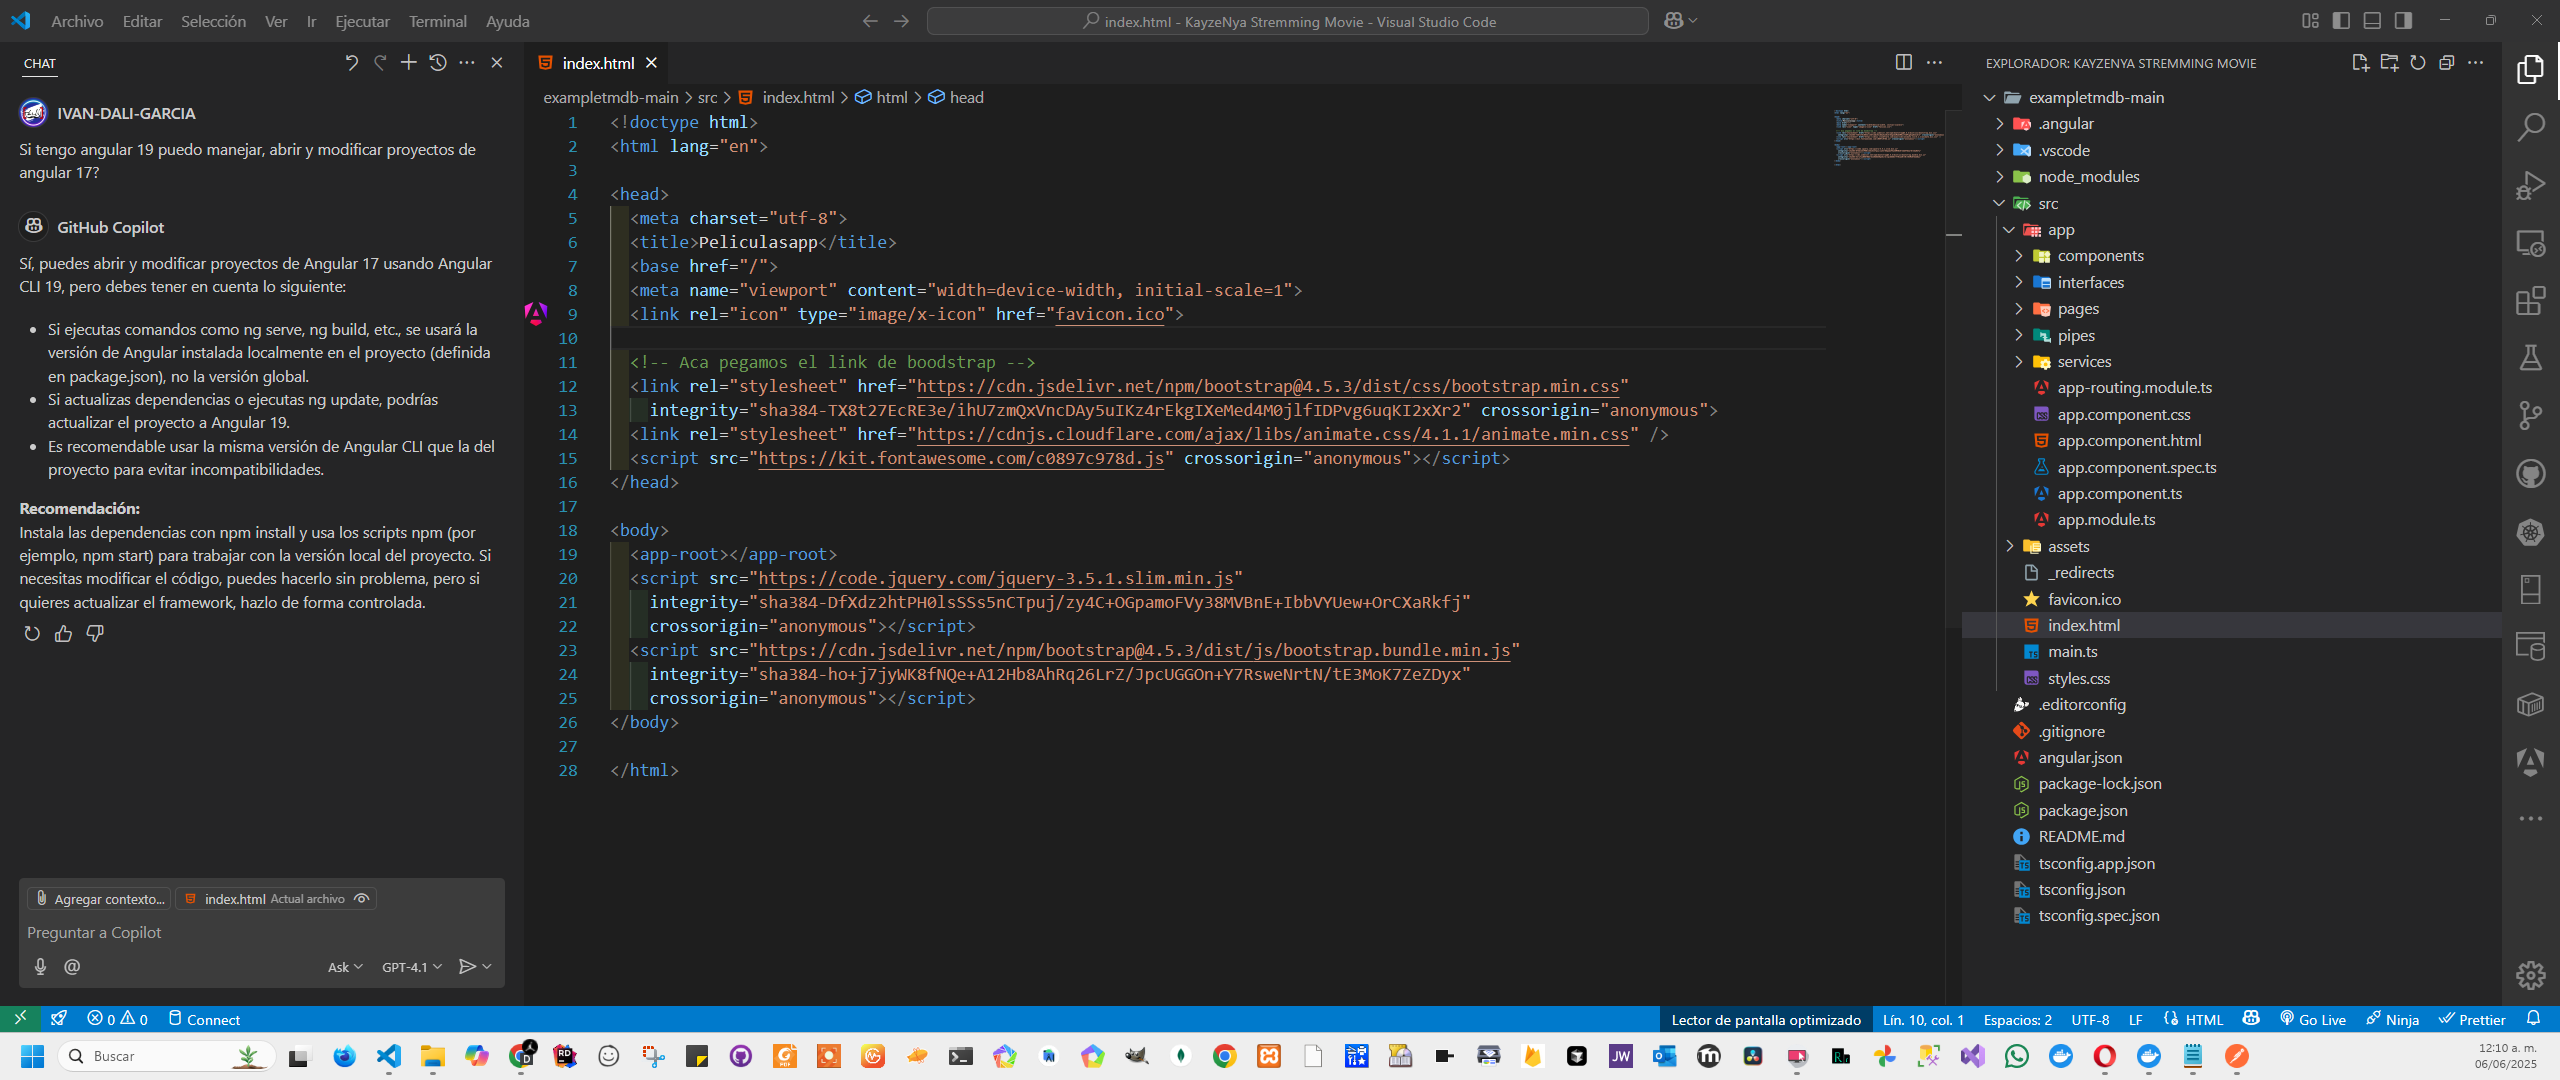 Archivo Editar Selección Ver Ir Ejecutar Terminal Ayuda
index.html - KayzeNya Stremming Movie - Visual Studio Code
CHAT
IVAN-DALI-GARCIA
Si tengo angular 19 puedo manejar, abrir y modificar proyectos de
angular 17?
GitHub Copilot
Sí, puedes abrir y modificar proyectos de Angular 17 usando Angular
CLI 19, pero debes tener en cuenta lo siguiente:
• Si ejecutas comandos como ng serve, ng build, etc., se usará la
versión de Angular instalada localmente en el proyecto (definida
en package.json), no la versión global.
• Si actualizas dependencias o ejecutas ng update, podrías
actualizar el proyecto a Angular 19.
• Es recomendable usar la misma versión de Angular CLI que la del
proyecto para evitar incompatibilidades.
Recomendación:
Instala las dependencias con npm install y usa los scripts npm (por
ejemplo, npm start) para trabajar con la versión local del proyecto. Si
necesitas modificar el código, puedes hacerlo sin problema, pero si
quieres actualizar el framework, hazlo de forma controlada.
Agregar contexto... index.html Actual archivo
Preguntar a Copilot
Ask GPT-4.1
index.html
exampletmdb-main > src > index.html > html > head
1 <!doctype html>
2 <html lang="en">
3
4 <head>
5 <meta charset="utf-8">
6 <title>Peliculasapp</title>
7 <base href="/">
8 <meta name="viewport" content="width=device-width, initial-scale=1">
9 <link rel="icon" type="image/x-icon" href="favicon.ico">
10
11 <!-- Aca pegamos el link de boodstrap -->
12 <link rel="stylesheet" href="https://cdn.jsdelivr.net/npm/bootstrap@4.5.3/dist/css/bootstrap.min.css"
13 integrity="sha384-TX8t27EcRE3e/ihU7zmQxVncDAy5uIKz4rEkgIXeMed4M0jlfIDPvg6uqKI2xXr2" crossorigin="anonymous">
14 <link rel="stylesheet" href="https://cdnjs.cloudflare.com/ajax/libs/animate.css/4.1.1/animate.min.css" />
15 <script src="https://kit.fontawesome.com/c0897c978d.js" crossorigin="anonymous"></script>
16 </head>
17
18 <body>
19 <app-root></app-root>
20 <script src="https://code.jquery.com/jquery-3.5.1.slim.min.js"
21 integrity="sha384-DfXdz2htPH0lsSSs5nCTpuj/zy4C+OGpamoFVy38MVBnE+IbbVYUew+OrCXaRkfj"
22 crossorigin="anonymous"></script>
23 <script src="https://cdn.jsdelivr.net/npm/bootstrap@4.5.3/dist/js/bootstrap.bundle.min.js"
24 integrity="sha384-ho+j7jyWK8fNQe+A12Hb8AhRq26LrZ/JpcUGGOn+Y7RsweNrtN/tE3MoK7ZeZDyx"
25 crossorigin="anonymous"></script>
26 </body>
27
28 </html>
EXPLORADOR: KAYZENYA STREMMING MOVIE
exampletmdb-main
.angular
.vscode
node_modules
src
app
components
interfaces
pages
pipes
services
app-routing.module.ts
app.component.css
app.component.html
app.component.spec.ts
app.component.ts
app.module.ts
assets
_redirects
favicon.ico
index.html
main.ts
styles.css
.editorconfig
.gitignore
angular.json
package-lock.json
package.json
README.md
tsconfig.app.json
tsconfig.json
tsconfig.spec.json
0 0 Connect
Lector de pantalla optimizado Lín. 10, col. 1 Espacios: 2 UTF-8 LF HTML Go Live Ninja Prettier
Buscar
12:10 a. m.
06/06/2025